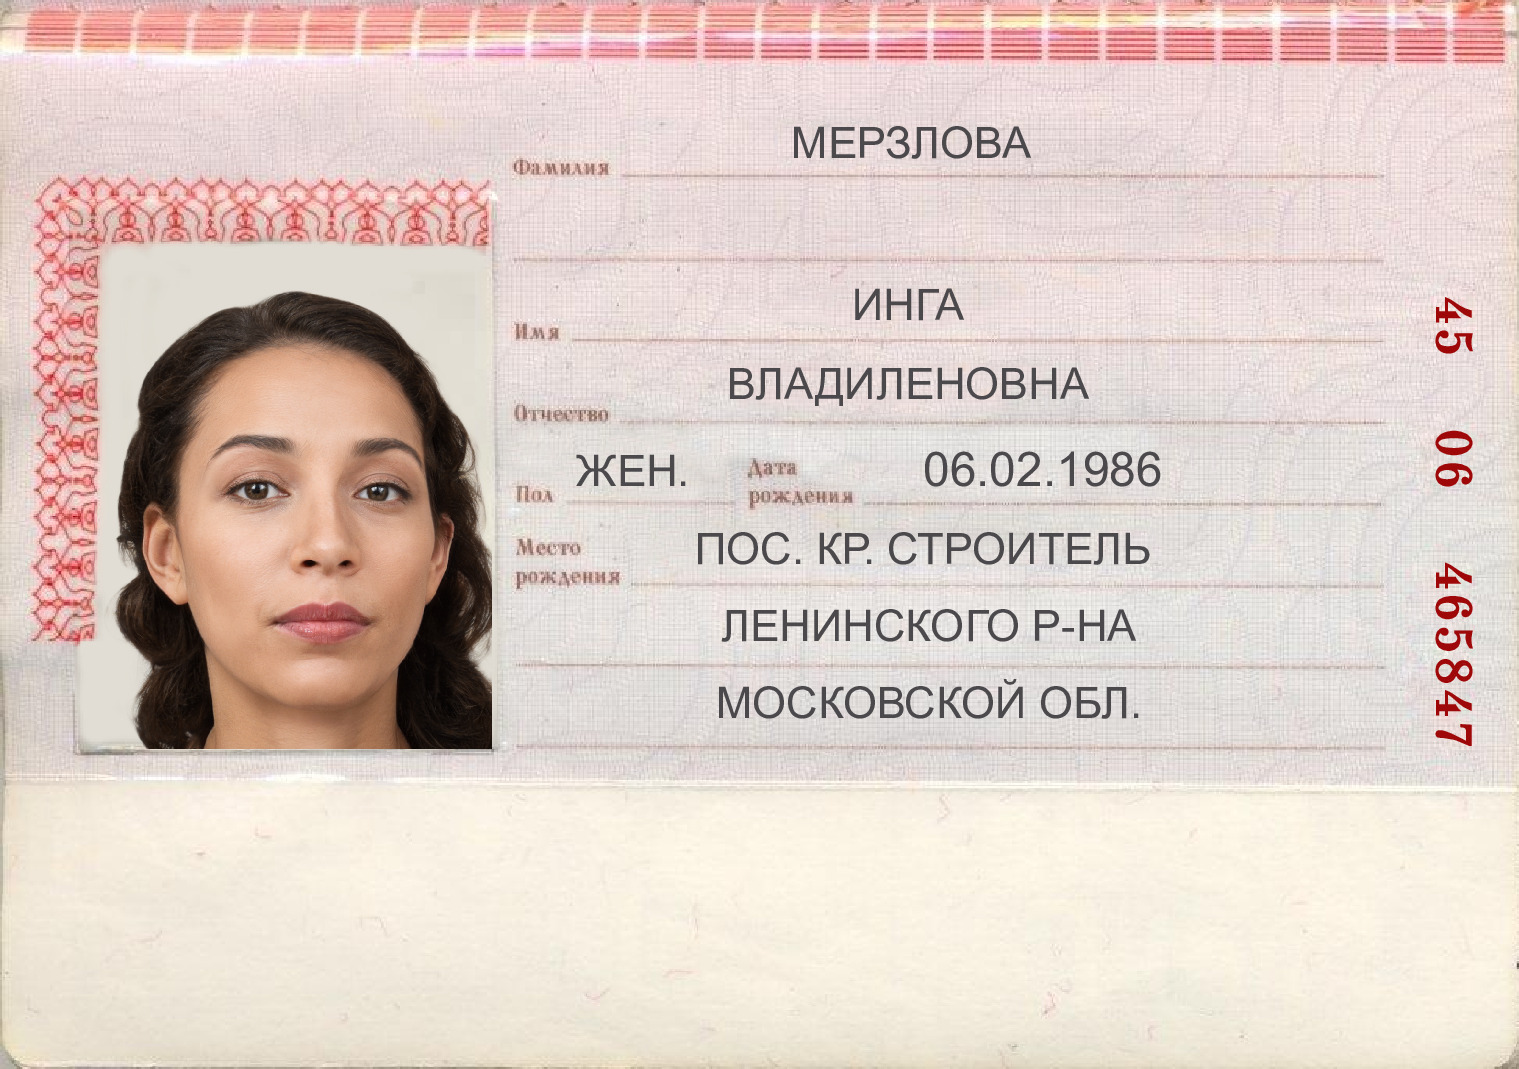 МЕРЗЛОВА
Фамилия
ИНГА
Имя
ВЛАДИЛЕНОВНА
Отчество
Пол ЖЕН. Дата рождения 06.02.1986
Место рождения ПОС. КР. СТРОИТЕЛЬ
ЛЕНИНСКОГО Р-НА
МОСКОВСКОЙ ОБЛ.
45 06 465847